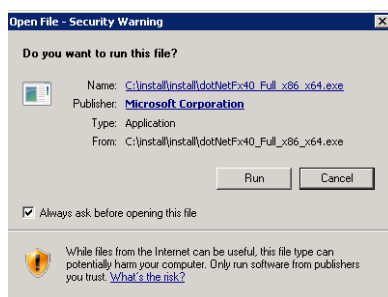 Open File - Security Warning
Do you want to run this file?
Name: C:\install\install\dotNetFx40_Full_x86_x64.exe
Publisher: Microsoft Corporation
Type: Application
From: C:\install\install\dotNetFx40_Full_x86_x64.exe
Run Cancel
Always ask before opening this file
While files from the Internet can be useful, this file type can
potentially harm your computer. Only run software from publishers
you trust. What's the risk?